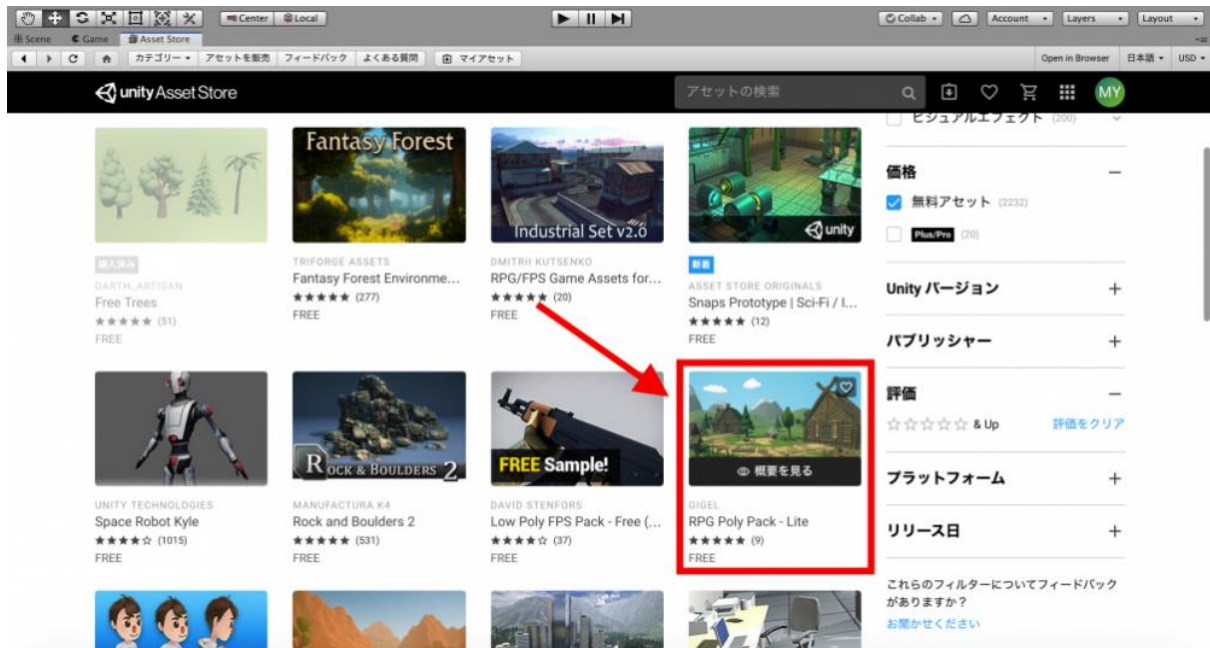 Center Local Collab Account Layers Layout
Scene Game Asset Store
カテゴリー アセットを販売 フィードバック よくある質問 マイアセット Open in Browser 日本語 USD
unity Asset Store アセットの検索 MY
Fantasy Forest
Industrial Set v2.0
unity
購入済み
DARTH_ARTISAN
Free Trees
(51)
FREE
TRIFORGE ASSETS
Fantasy Forest Environme...
(277)
FREE
DMITRII KUTSENKO
RPG/FPS Game Assets for...
(20)
FREE
新着
ASSET STORE ORIGINALS
Snaps Prototype | Sci-Fi / I...
(12)
FREE
ROCK & BOULDERS 2
FREE Sample!
概要を見る
UNITY TECHNOLOGIES
Space Robot Kyle
(1015)
FREE
MANUFACTURA K4
Rock and Boulders 2
(531)
FREE
DAVID STENFORS
Low Poly FPS Pack - Free (...
(37)
FREE
GIGEL
RPG Poly Pack - Lite
(9)
FREE
ビジュアルエフェクト (200)
価格
無料アセット (2232)
Plus/Pro (20)
Unity バージョン
パブリッシャー
評価
& Up 評価をクリア
プラットフォーム
リリース日
これらのフィルターについてフィードバック
がありますか？
お聞かせください